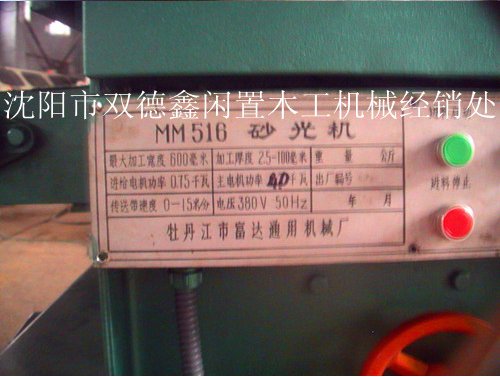 沈阳市双德鑫闲置木工机械经销处
MM516 砂光机
最大加工宽度 600毫米 加工厚度 2.5-100毫米 重量 公斤
进给电机功率 0.75千瓦 主电机功率 40千瓦 出厂编号
传送带速度 0-15米/分 电压 380V 50Hz 年 月
牡丹江市富达通用机械厂
进料停止